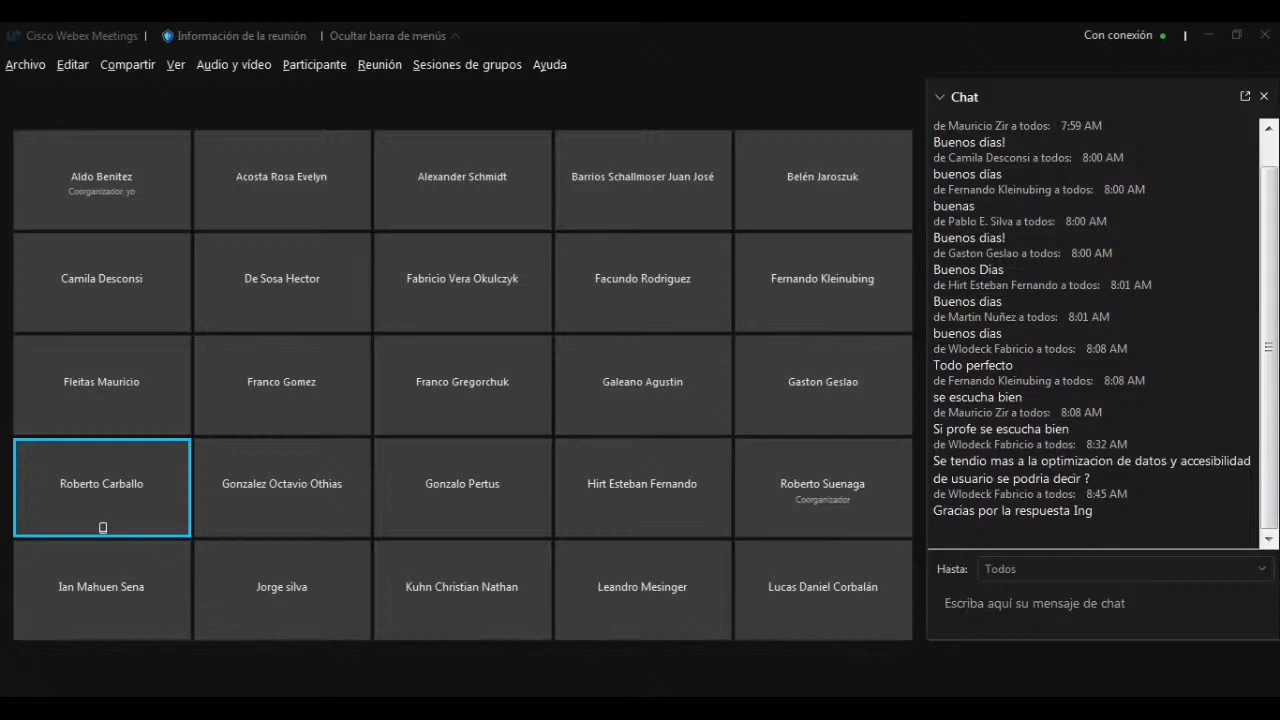 Cisco Webex Meetings | Información de la reunión | Ocultar barra de menús
Con conexión
Archivo Editar Compartir Ver Audio y vídeo Participante Reunión Sesiones de grupos Ayuda
Aldo Benitez
Coorganizador, yo
Acosta Rosa Evelyn
Alexander Schmidt
Barrios Schallmoser Juan José
Belén Jaroszuk
Camila Desconsi
De Sosa Hector
Fabricio Vera Okulczyk
Facundo Rodriguez
Fernando Kleinubing
Fleitas Mauricio
Franco Gomez
Franco Gregorchuk
Galeano Agustin
Gaston Geslao
Roberto Carballo
Gonzalez Octavio Othias
Gonzalo Pertus
Hirt Esteban Fernando
Roberto Suenaga
Coorganizador
Ian Mahuen Sena
Jorge silva
Kuhn Christian Nathan
Leandro Mesinger
Lucas Daniel Corbalán
Chat
de Mauricio Zir a todos: 7:59 AM
Buenos dias!
de Camila Desconsi a todos: 8:00 AM
buenos días
de Fernando Kleinubing a todos: 8:00 AM
buenas
de Pablo E. Silva a todos: 8:00 AM
Buenos dias!
de Gaston Geslao a todos: 8:00 AM
Buenos Dias
de Hirt Esteban Fernando a todos: 8:01 AM
Buenos dias
de Martin Nuñez a todos: 8:01 AM
buenos dias
de Wlodeck Fabricio a todos: 8:08 AM
Todo perfecto
de Fernando Kleinubing a todos: 8:08 AM
se escucha bien
de Mauricio Zir a todos: 8:08 AM
Si profe se escucha bien
de Wlodeck Fabricio a todos: 8:32 AM
Se tendio mas a la optimizacion de datos y accesibilidad
de usuario se podria decir ?
de Wlodeck Fabricio a todos: 8:45 AM
Gracias por la respuesta Ing
Hasta: Todos
Escriba aquí su mensaje de chat